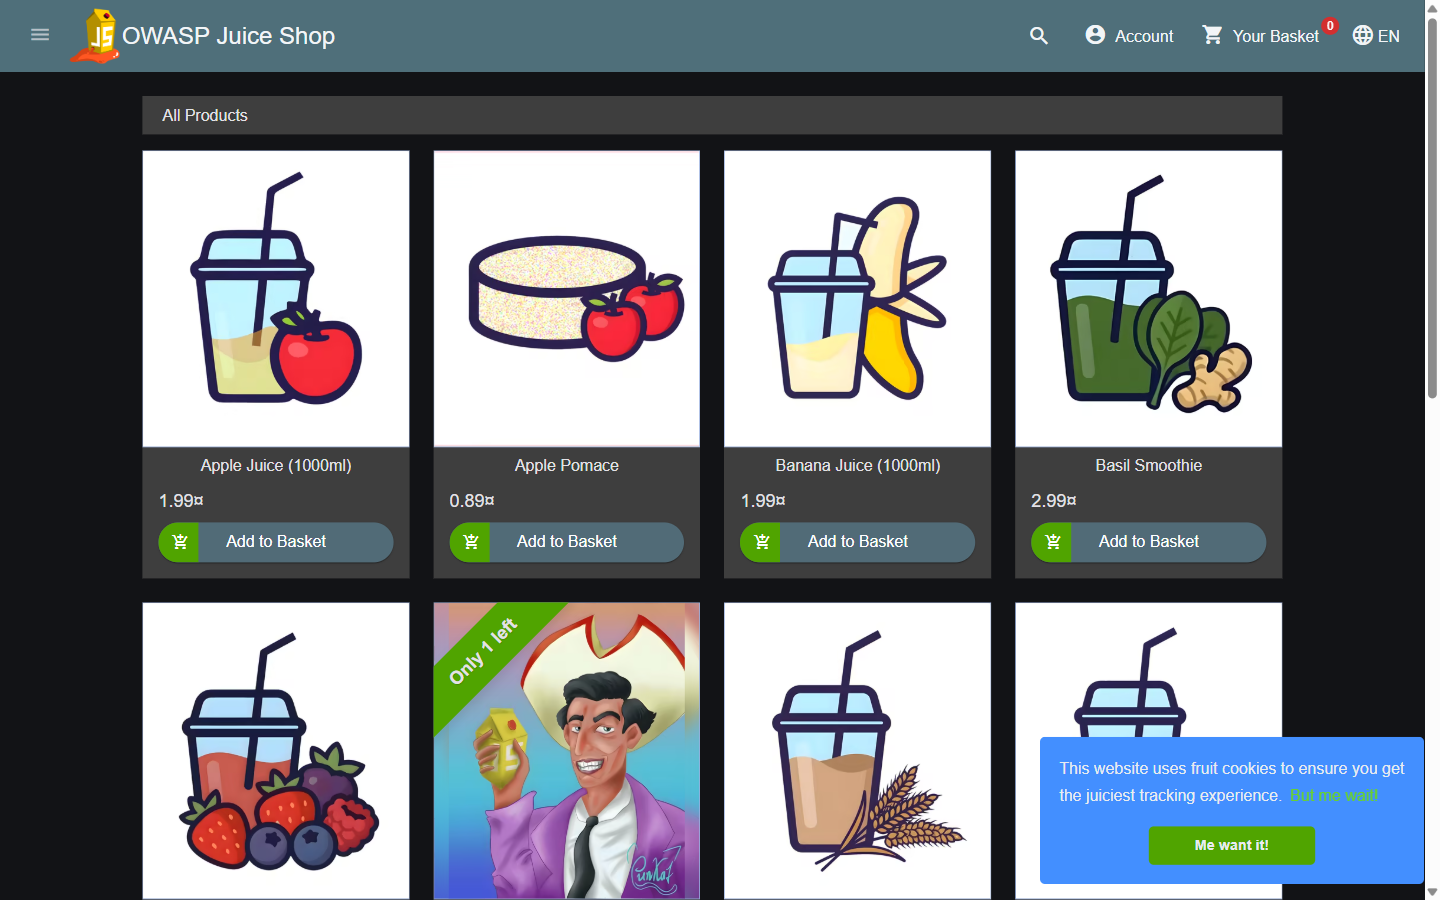 OWASP Juice Shop
Account
Your Basket
0
EN
All Products
Apple Juice (1000ml)
1.99¤
Add to Basket
Apple Pomace
0.89¤
Add to Basket
Banana Juice (1000ml)
1.99¤
Add to Basket
Basil Smoothie
2.99¤
Add to Basket
Only 1 left
This website uses fruit cookies to ensure you get
the juiciest tracking experience. But me wait!
Me want it!